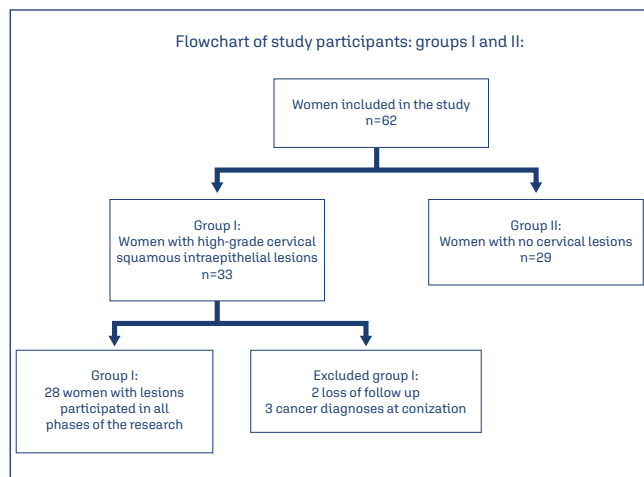 Flowchart of study participants: groups I and II:
Women included in the study
n=62
Group I:
Women with high-grade cervical
squamous intraepithelial lesions
n=33
Group II:
Women with no cervical lesions
n=29
Group I:
28 women with lesions
participated in all
phases of the research
Excluded group I:
2 loss of follow up
3 cancer diagnoses at conization